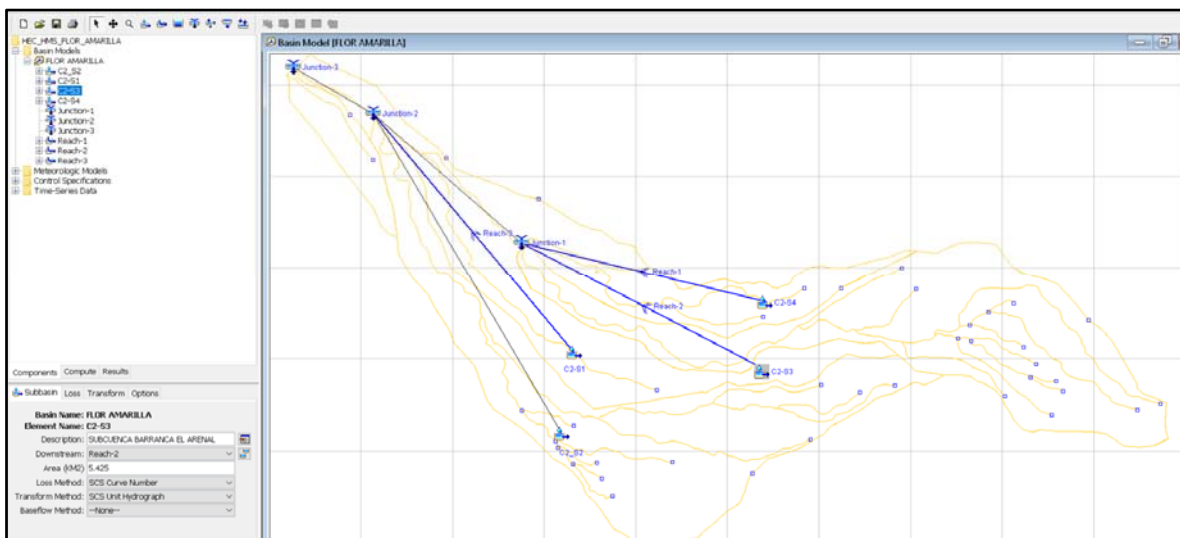 HEC_HMS_FLOR_AMARILLA
Basin Models
FLOR AMARILLA
C2_S2
C2-S1
C2-S3
C2-S4
Junction-1
Junction-2
Junction-3
Reach-1
Reach-2
Reach-3
Meteorologic Models
Control Specifications
Time-Series Data
Components Compute Results
Subbasin Loss Transform Options
Basin Name: FLOR AMARILLA
Element Name: C2-S3
Description: SUBCUENCA BARRANCA EL ARENAL
Downstream: Reach-2
Area (KM2) 5.425
Loss Method: SCS Curve Number
Transform Method: SCS Unit Hydrograph
Baseflow Method: --None--
Basin Model [FLOR AMARILLA]
Junction-3
Junction-2
Reach-3
Junction-1
Reach-1
C2-S4
Reach-2
C2-S1
C2-S3
C2_S2